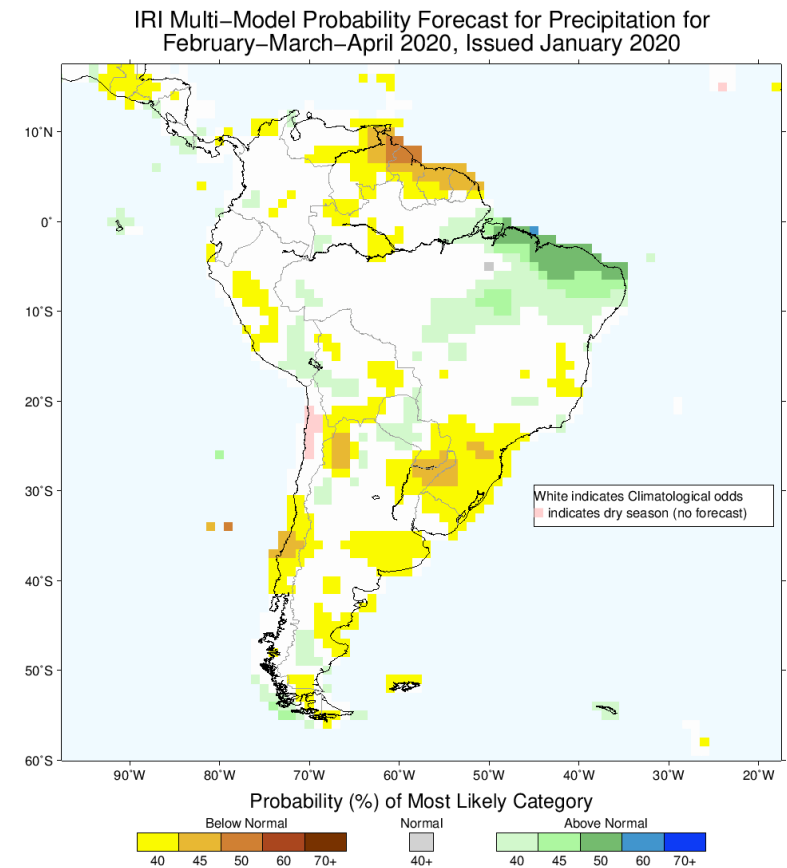 IRI Multi−Model Probability Forecast for Precipitation for
February−March−April 2020, Issued January 2020
10˚N
0˚
10˚S
20˚S
30˚S
40˚S
50˚S
60˚S
White indicates Climatological odds
indicates dry season (no forecast)
90˚W 80˚W 70˚W 60˚W 50˚W 40˚W 30˚W 20˚W
Probability (%) of Most Likely Category
Below Normal Normal Above Normal
40 45 50 60 70+ 40+ 40 45 50 60 70+